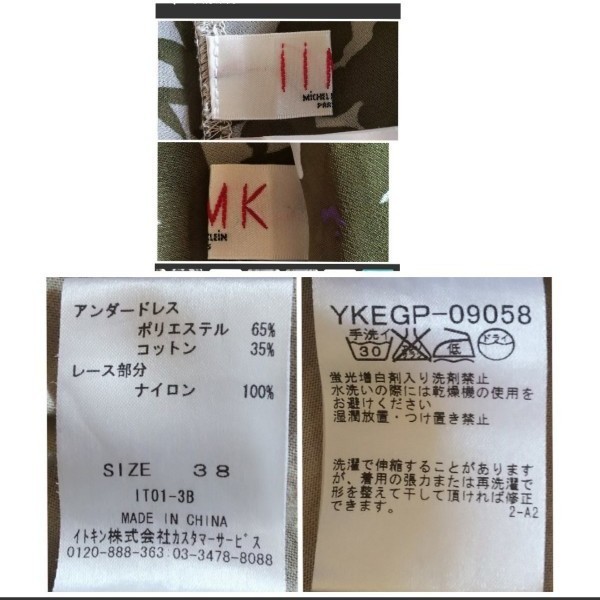 iiM
MICHEL
PAR
MK
KLEIN
S
アンダードレス
ポリエステル 65%
コットン 35%
レース部分
ナイロン 100%
SIZE 38
IT01-3B
MADE IN CHINA
イトキン株式会社カスタマーサービス
0120-888-363:03-3478-8088
YKEGP-09058
手洗イ
30
低
ドライ
蛍光増白剤入り洗剤禁止
水洗いの際には乾燥機の使用を
お避けください
湿潤放置・つけ置き禁止
洗濯で伸縮することがあります
が、着用の張力または再洗濯で
形を整えて干して頂ければ修正
できます。
2-A2